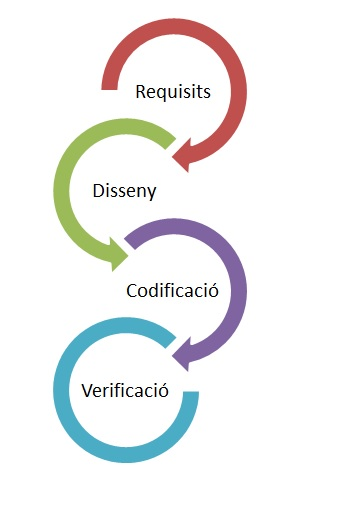 Requisits
Disseny
Codificació
Verificació